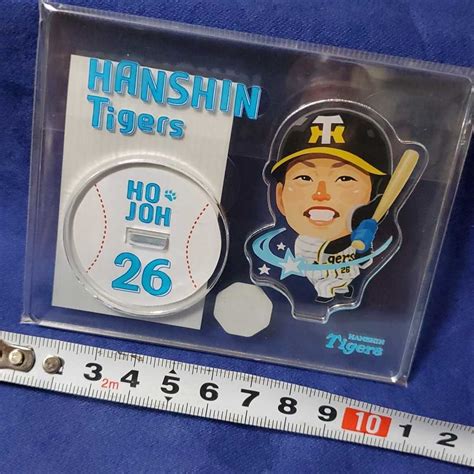 HANSHIN
Tigers
HO
JOH
26
TH
Tigers
26
HANSHIN
Tigers
3 2m 4 5 6 7 8 9 10 1 2